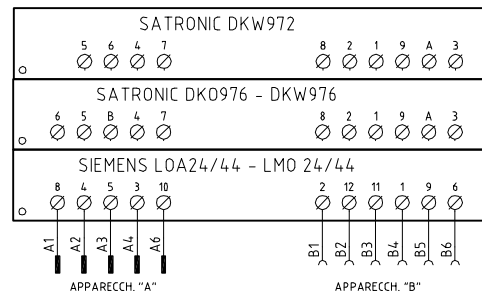 SATRONIC DKW972
5 6 4 7 8 2 1 9 A 3
SATRONIC DKO976 - DKW976
6 5 B 4 7 8 2 1 9 A 3
SIEMENS LOA24/44 - LMO 24/44
8 4 5 3 10 2 12 11 1 9 6
A1 A2 A3 A4 A6 B1 B2 B3 B4 B5 B6
APPARECCH. "A" APPARECCH. "B"